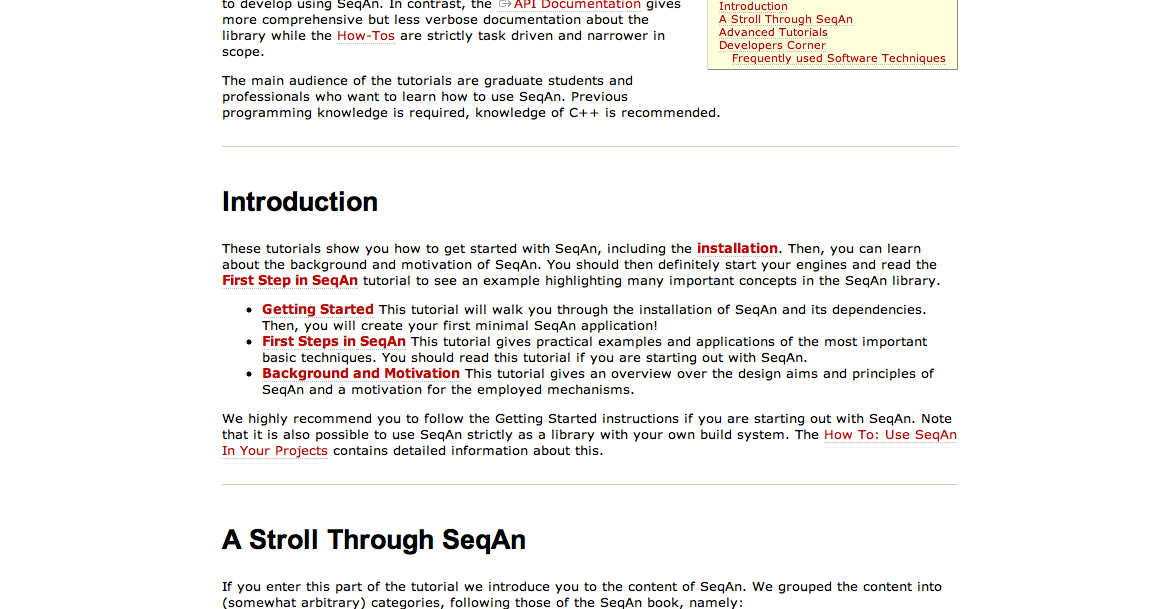 to develop using SeqAn. In contrast, the API Documentation gives
more comprehensive but less verbose documentation about the
library while the How-Tos are strictly task driven and narrower in
scope.
Introduction
A Stroll Through SeqAn
Advanced Tutorials
Developers Corner
Frequently used Software Techniques
The main audience of the tutorials are graduate students and
professionals who want to learn how to use SeqAn. Previous
programming knowledge is required, knowledge of C++ is recommended.
Introduction
These tutorials show you how to get started with SeqAn, including the installation. Then, you can learn
about the background and motivation of SeqAn. You should then definitely start your engines and read the
First Step in SeqAn tutorial to see an example highlighting many important concepts in the SeqAn library.
• Getting Started This tutorial will walk you through the installation of SeqAn and its dependencies.
Then, you will create your first minimal SeqAn application!
• First Steps in SeqAn This tutorial gives practical examples and applications of the most important
basic techniques. You should read this tutorial if you are starting out with SeqAn.
• Background and Motivation This tutorial gives an overview over the design aims and principles of
SeqAn and a motivation for the employed mechanisms.
We highly recommend you to follow the Getting Started instructions if you are starting out with SeqAn. Note
that it is also possible to use SeqAn strictly as a library with your own build system. The How To: Use SeqAn
In Your Projects contains detailed information about this.
A Stroll Through SeqAn
If you enter this part of the tutorial we introduce you to the content of SeqAn. We grouped the content into
(somewhat arbitrary) categories, following those of the SeqAn book, namely: